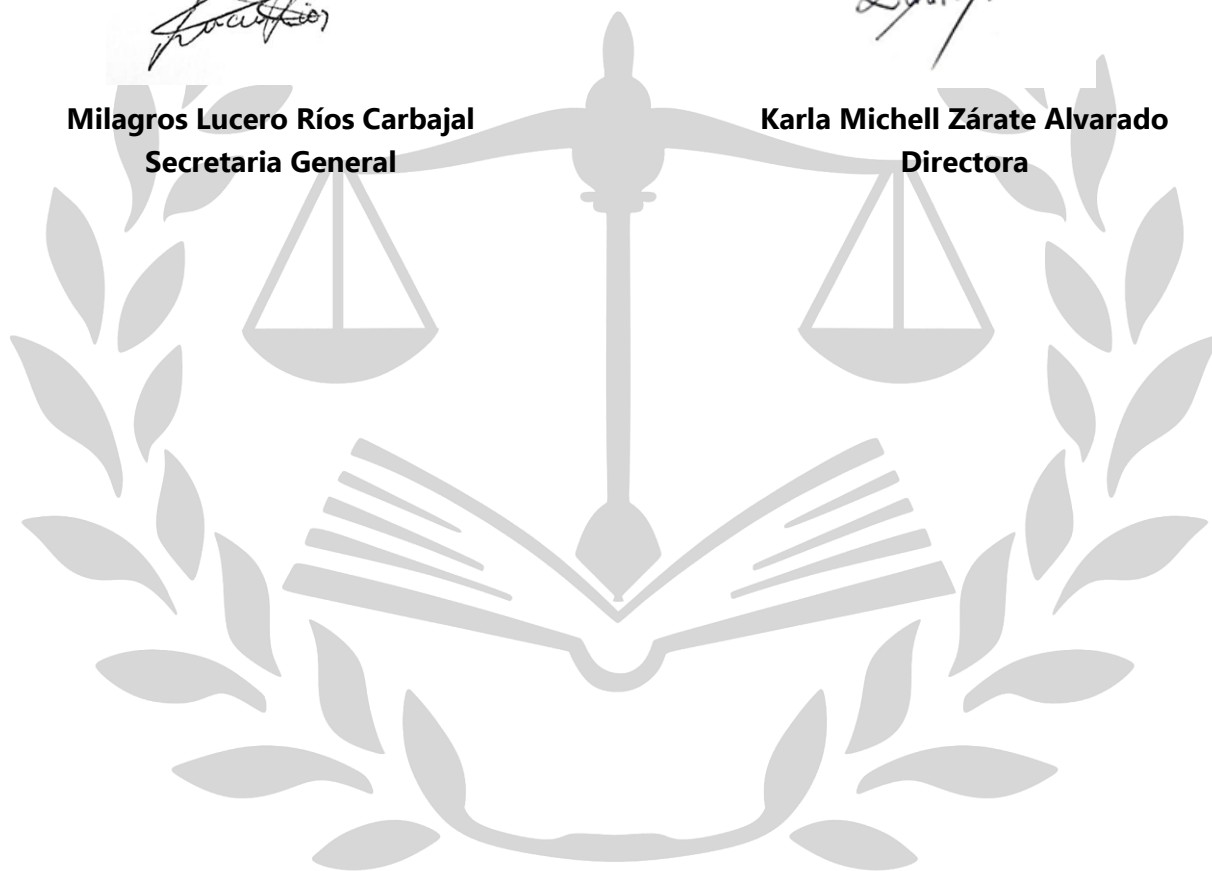 Milagros Lucero Ríos Carbajal
Secretaria General
Karla Michell Zárate Alvarado
Directora